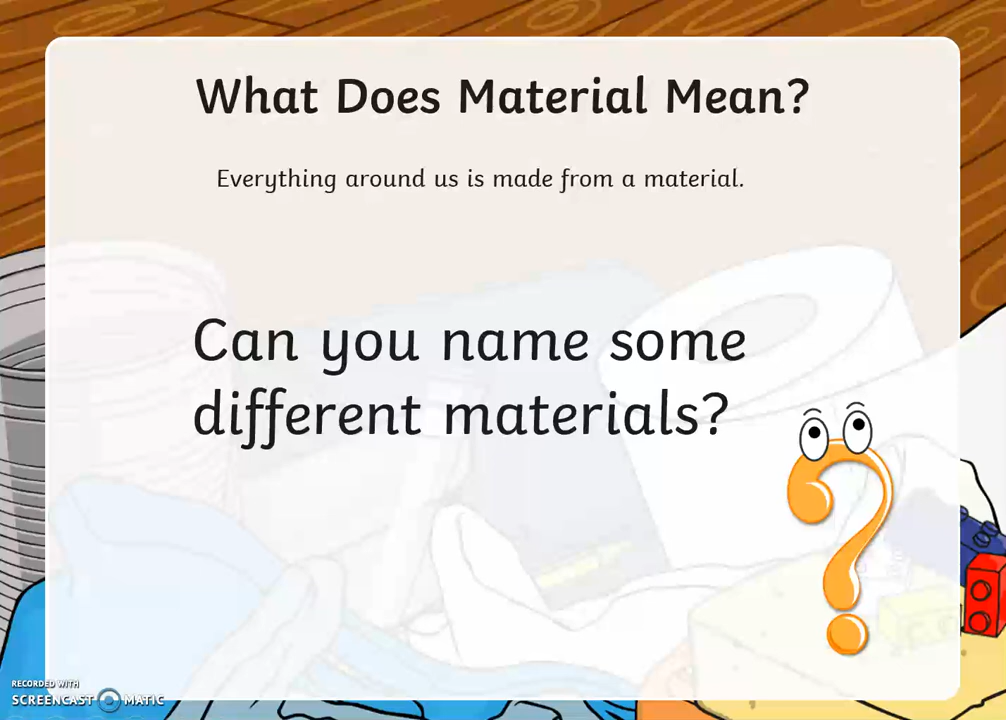 What Does Material Mean?
Everything around us is made from a material.
Can you name some
different materials?
RECORDED WITH
SCREENCAST MATIC